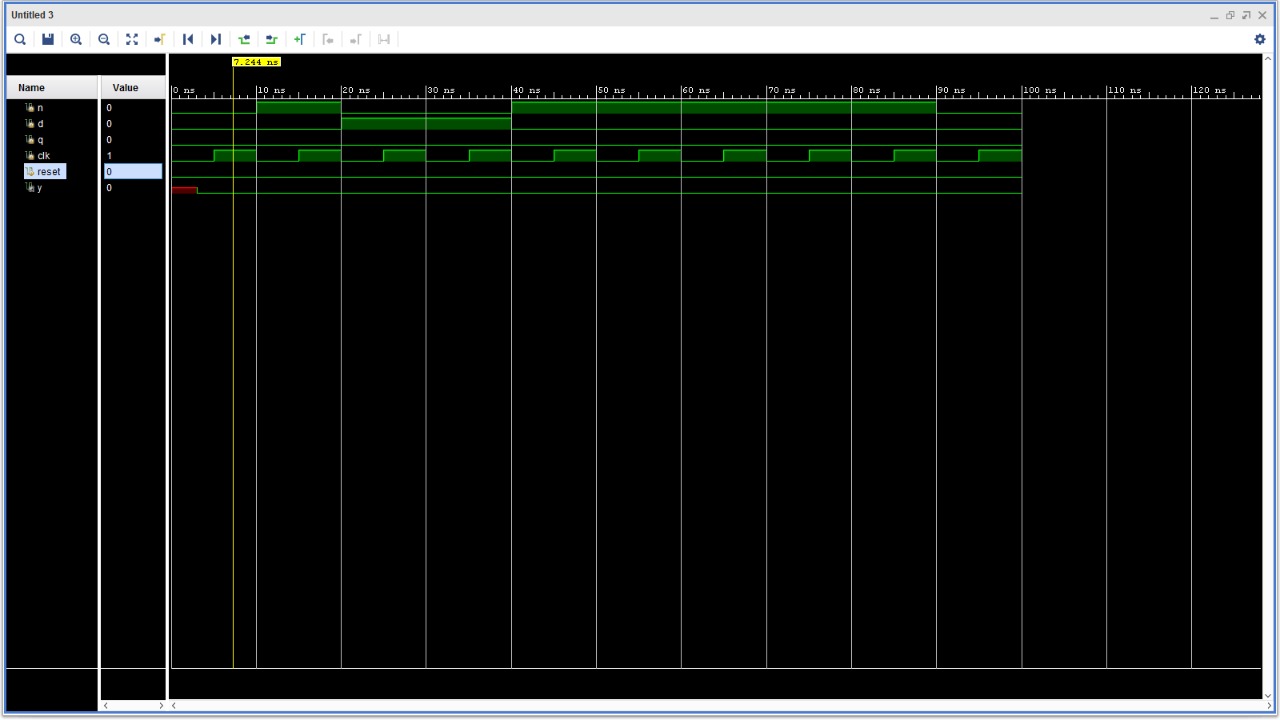 Untitled 3
7.244 ns
Name Value
0 ns 10 ns 20 ns 30 ns 40 ns 50 ns 60 ns 70 ns 80 ns 90 ns 100 ns 110 ns 120 ns
n 0
d 0
q 0
clk 1
reset 0
y 0